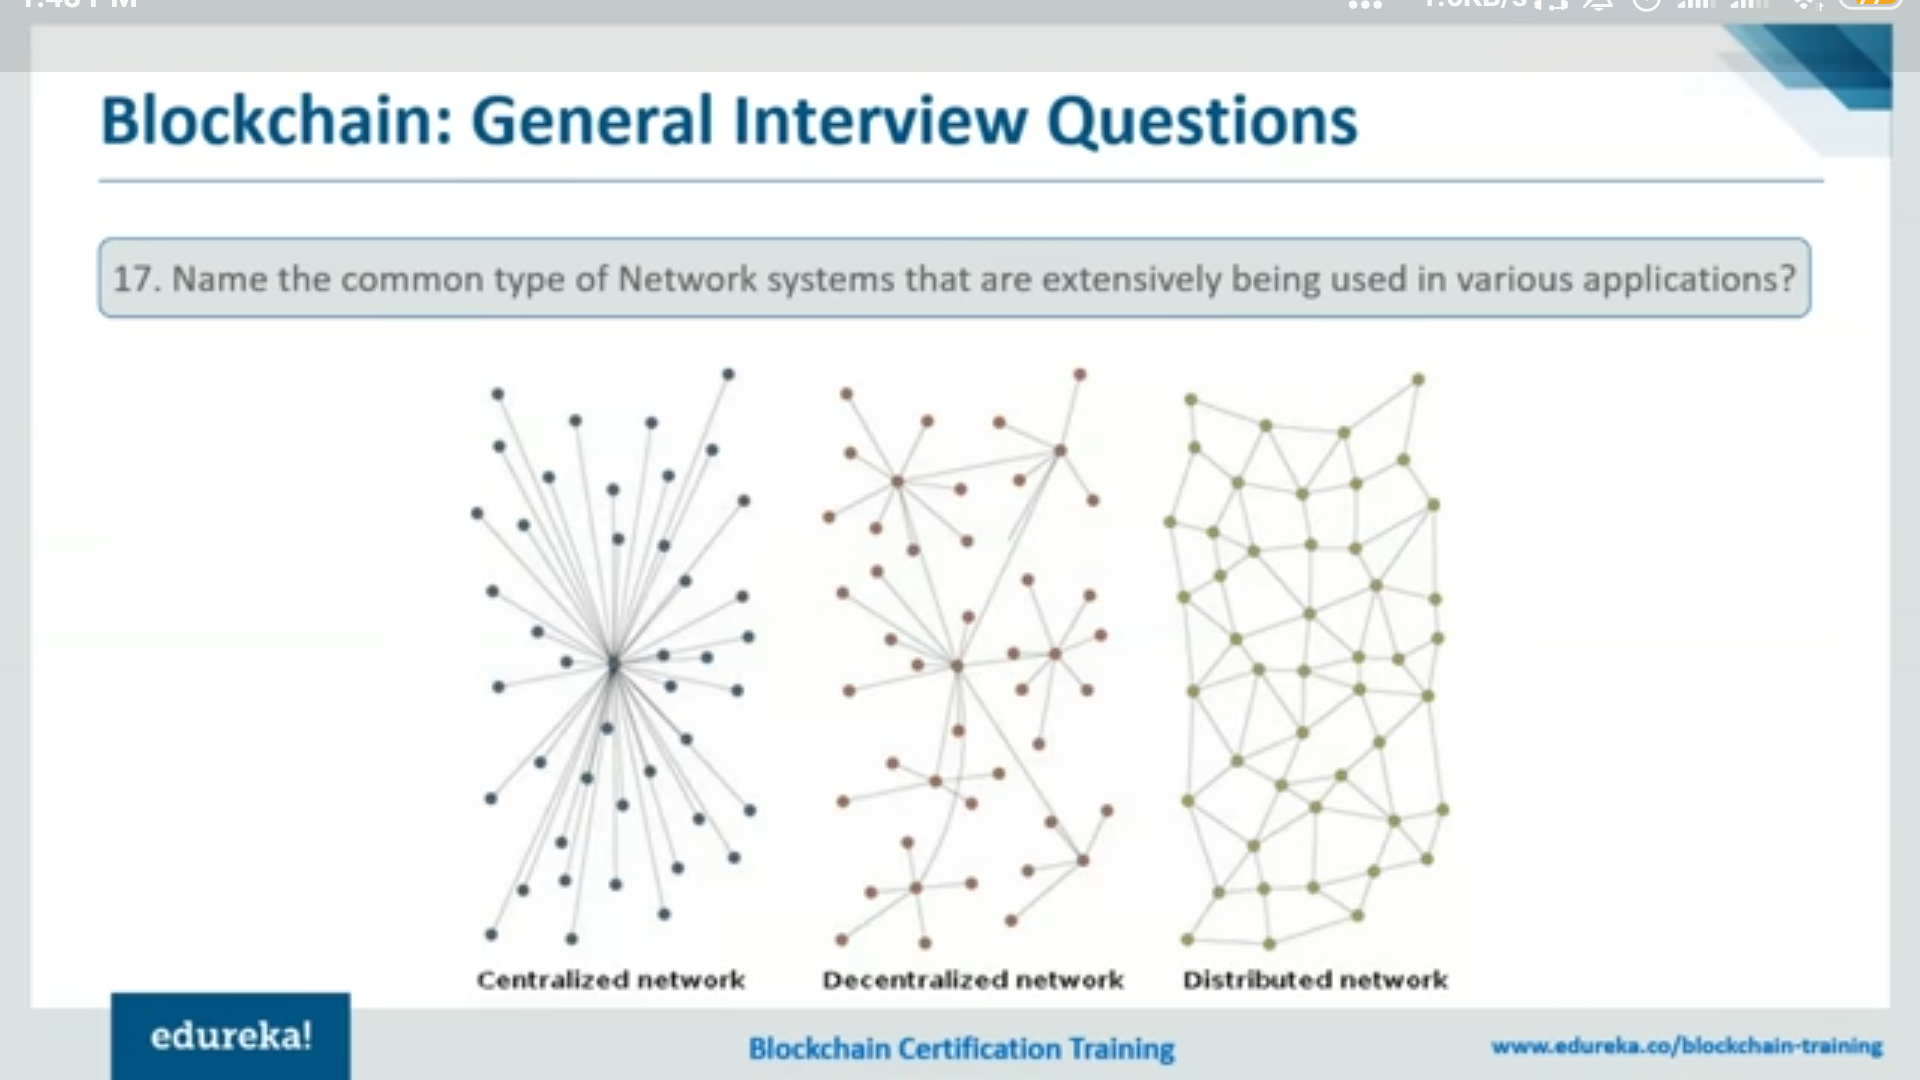 Blockchain: General Interview Questions
17. Name the common type of Network systems that are extensively being used in various applications?
Centralized network
Decentralized network
Distributed network
edureka!
Blockchain Certification Training
www.edureka.co/blockchain-training